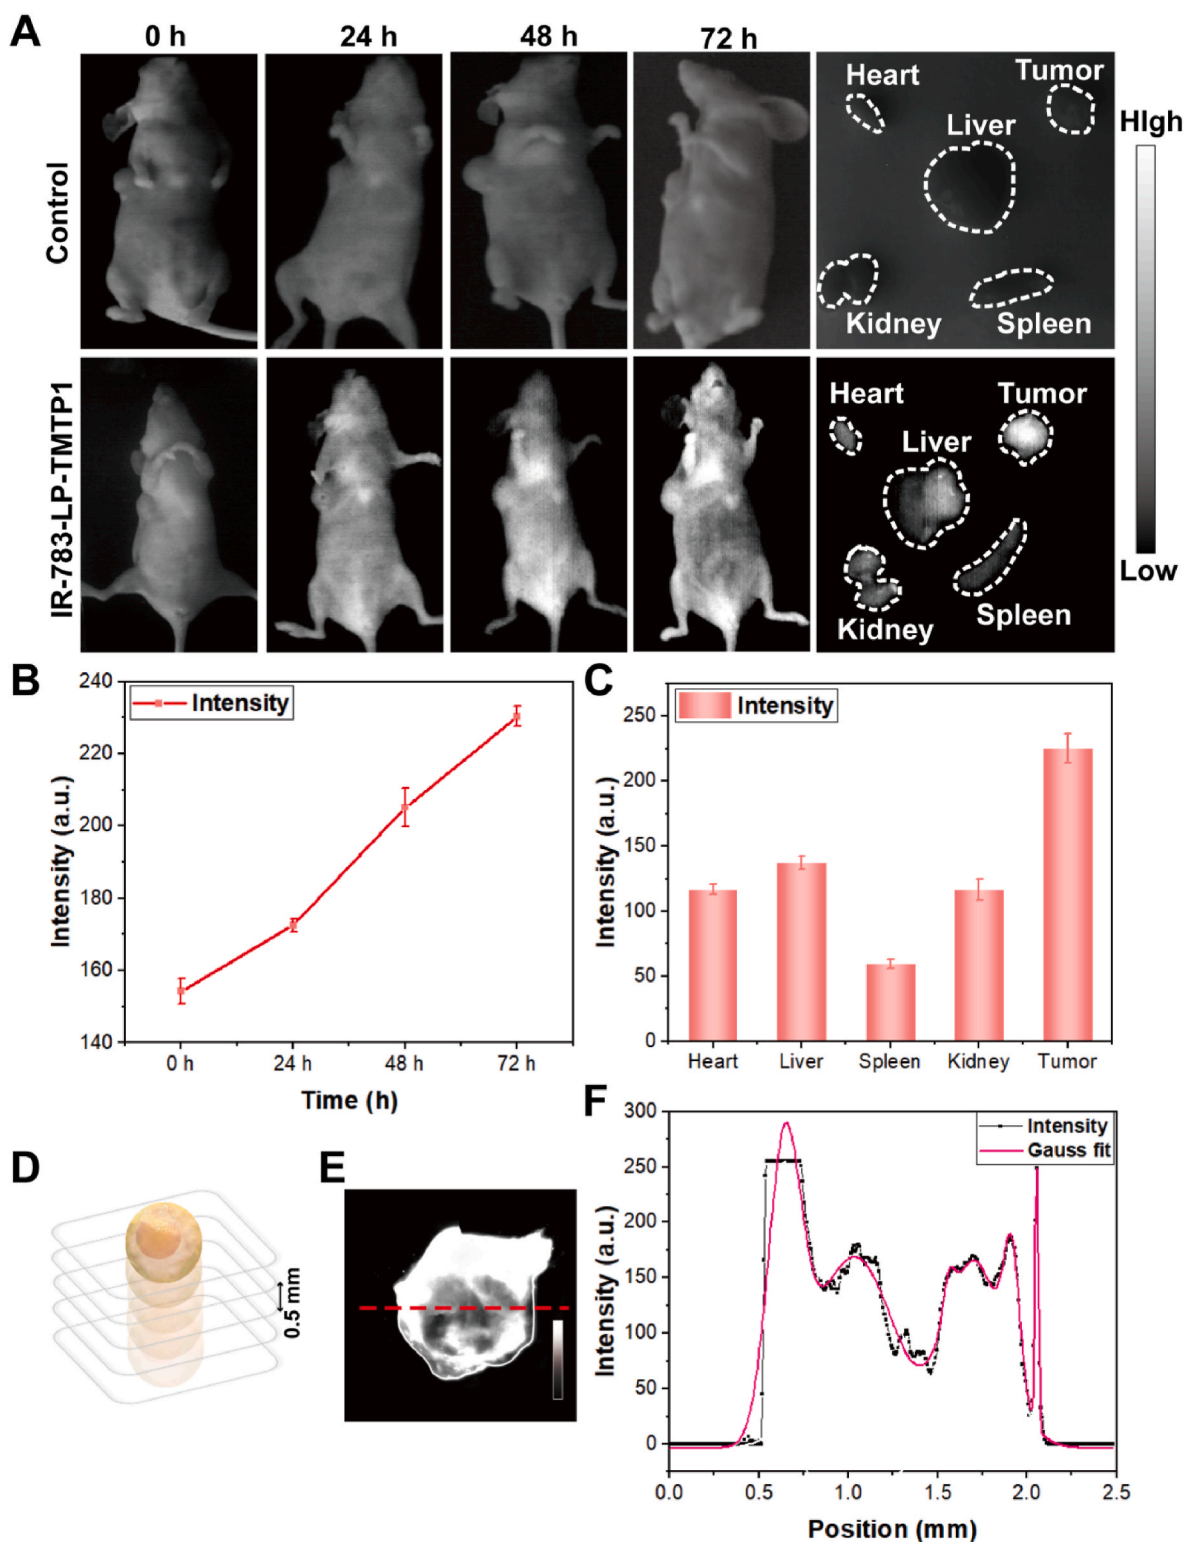 A
0 h
24 h
48 h
72 h
Control
Heart
Tumor
Liver
Kidney
Spleen
HIgh
IR-783-LP-TMTP1
Heart
Tumor
Liver
Kidney
Spleen
Low
B
Intensity
Intensity (a.u.)
240
220
200
180
160
140
0 h
24 h
48 h
72 h
Time (h)
C
Intensity
Intensity (a.u.)
250
200
150
100
50
0
Heart
Liver
Spleen
Kidney
Tumor
D
0.5 mm
E
F
Intensity
Gauss fit
Intensity (a.u.)
300
250
200
150
100
50
0
0.0
0.5
1.0
1.5
2.0
2.5
Position (mm)